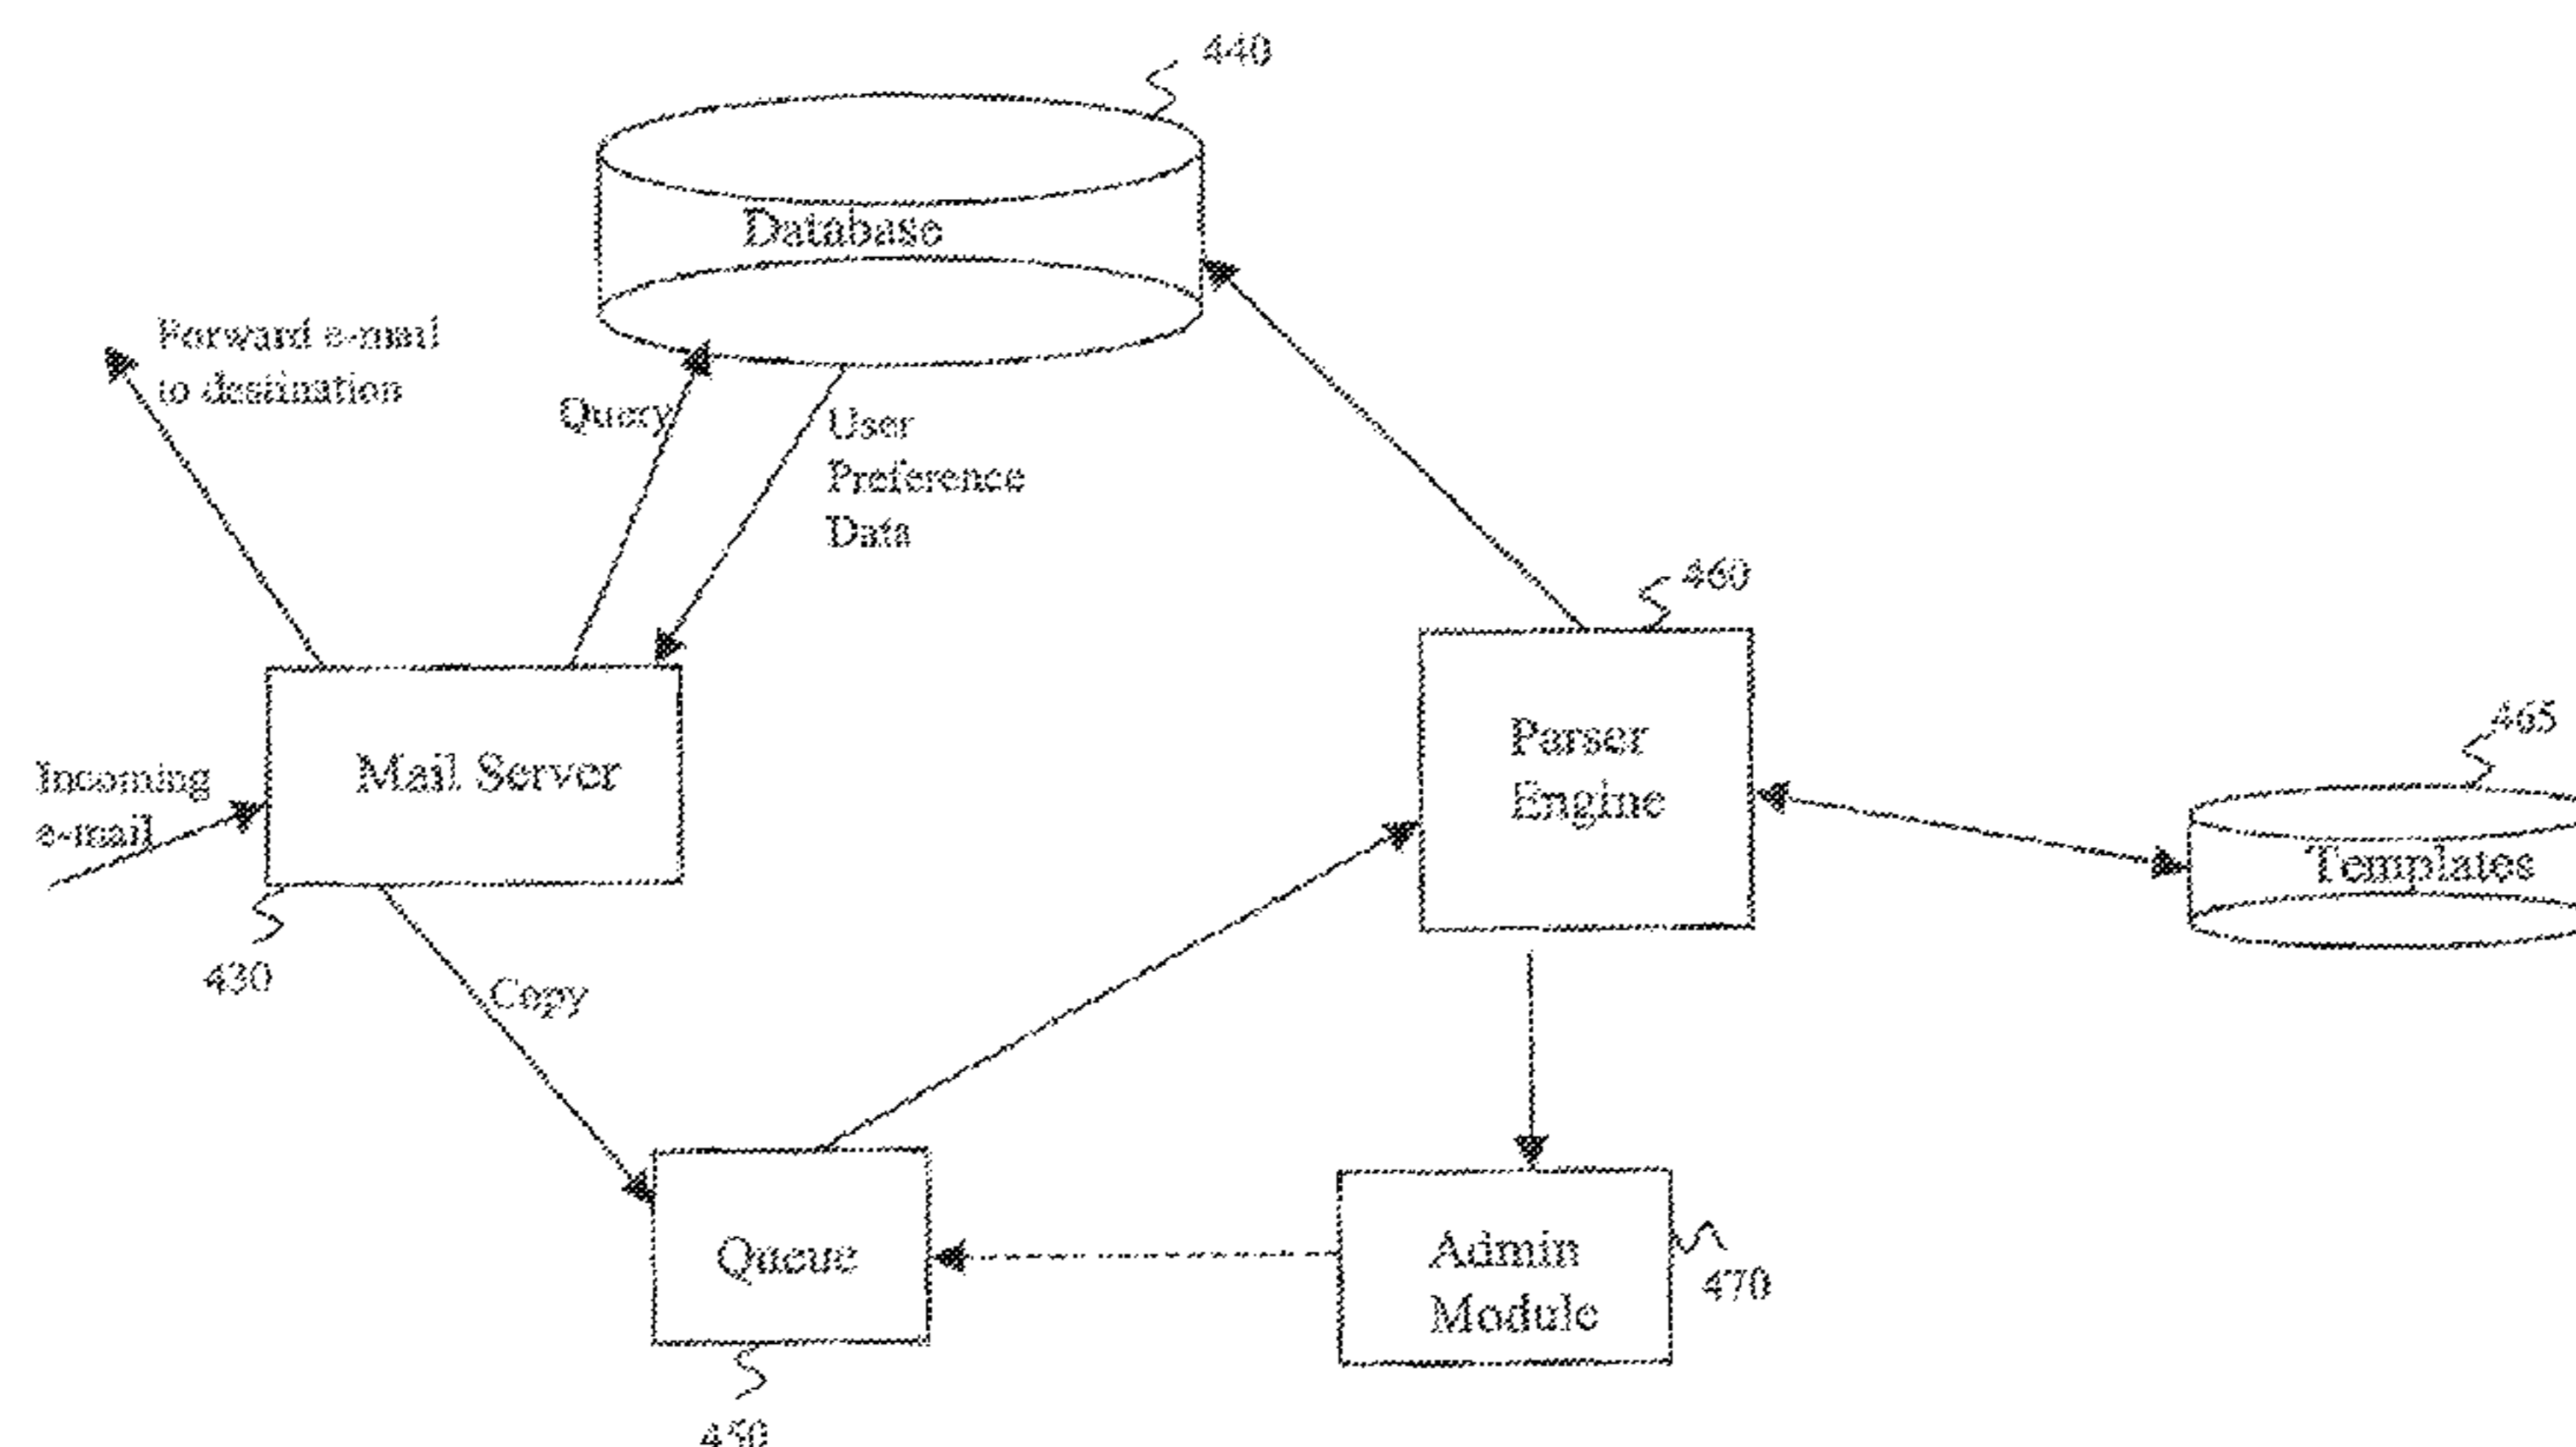 440
Database
Forward e-mail
to destination
Query
User
Preference
Data
460
Parser
Engine
465
Templates
Mail Server
Incoming
e-mail
430
Copy
Queue
Admin
Module
470
450